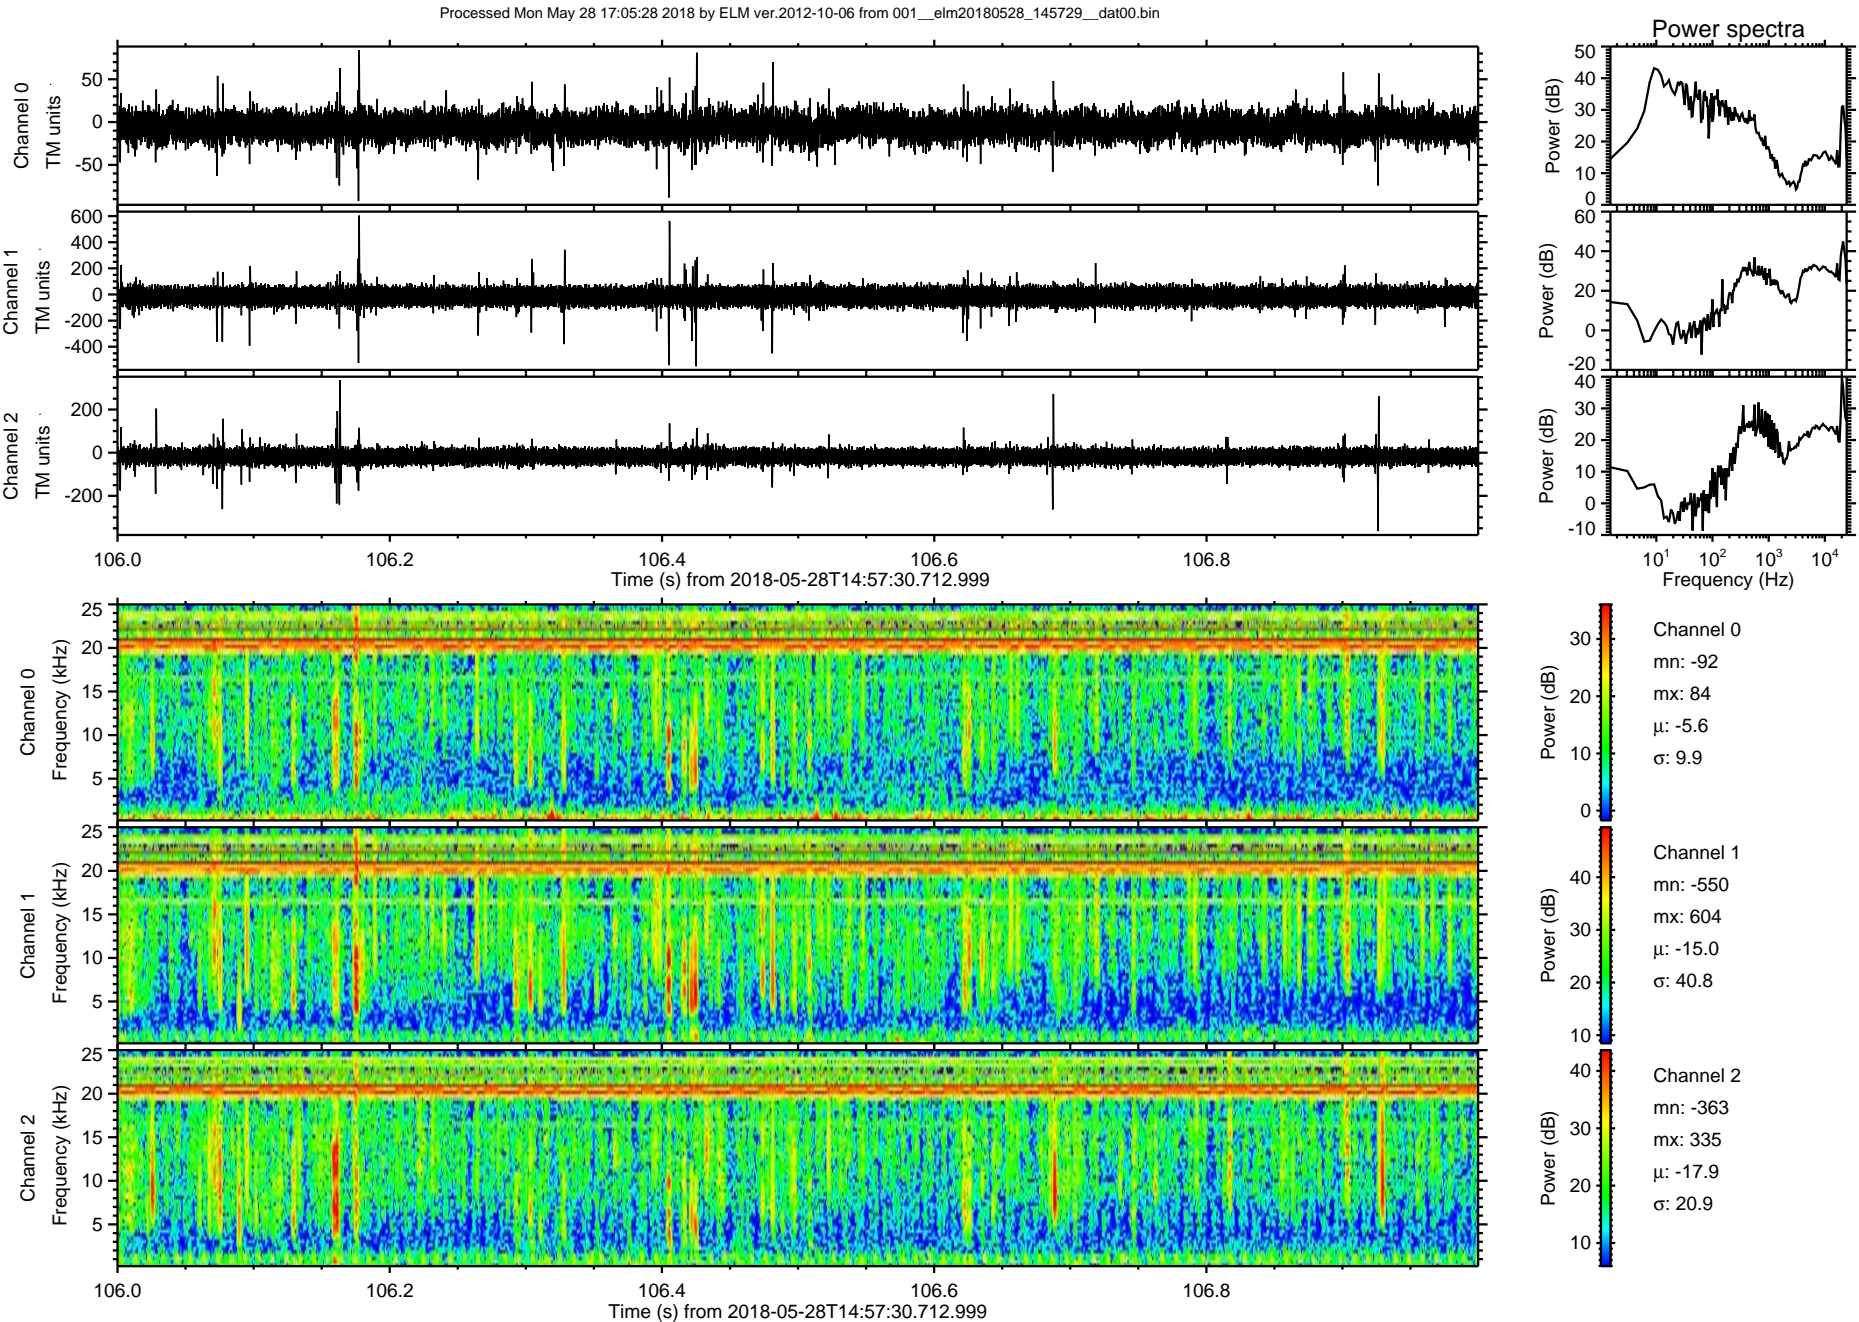 Processed Mon May 28 17:05:28 2018 by ELM ver.2012-10-06 from 001__elm20180528_145729__dat00.bin
Power spectra
Channel 0
TM units
50
0
-50
Power (dB)
50
40
30
20
10
0
Channel 1
TM units
600
400
200
0
-200
-400
Power (dB)
60
40
20
0
-20
Channel 2
TM units
200
0
-200
Power (dB)
40
30
20
10
0
-10
106.0 106.2 106.4 106.6 106.8
Time (s) from 2018-05-28T14:57:30.712.999
10^1 10^2 10^3 10^4
Frequency (Hz)
Channel 0
Frequency (kHz)
25
20
15
10
5
Power (dB)
30
20
10
0
Channel 0
mn: -92
mx: 84
µ: -5.6
σ: 9.9
Channel 1
Frequency (kHz)
25
20
15
10
5
Power (dB)
40
30
20
10
Channel 1
mn: -550
mx: 604
µ: -15.0
σ: 40.8
Channel 2
Frequency (kHz)
25
20
15
10
5
Power (dB)
40
30
20
10
Channel 2
mn: -363
mx: 335
µ: -17.9
σ: 20.9
106.0 106.2 106.4 106.6 106.8
Time (s) from 2018-05-28T14:57:30.712.999